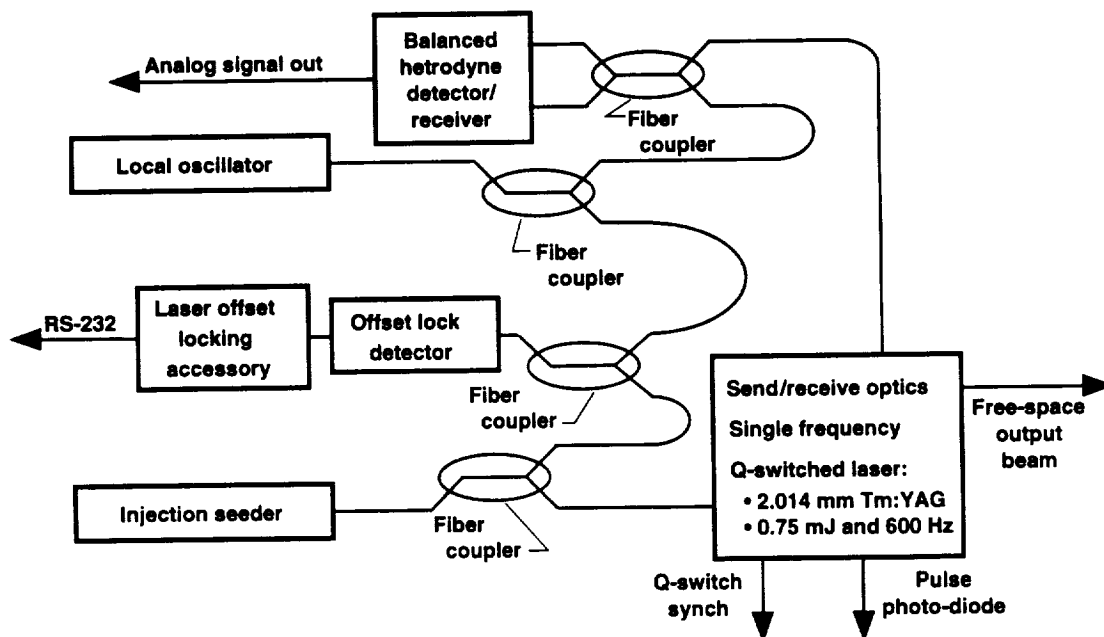 Analog signal out
Balanced
hetrodyne
detector/
receiver
Fiber
coupler
Local oscillator
Fiber
coupler
RS-232
Laser offset
locking
accessory
Offset lock
detector
Fiber
coupler
Send/receive optics
Single frequency
Q-switched laser:
• 2.014 mm Tm:YAG
• 0.75 mJ and 600 Hz
Free-space
output
beam
Injection seeder
Fiber
coupler
Q-switch
synch
Pulse
photo-diode